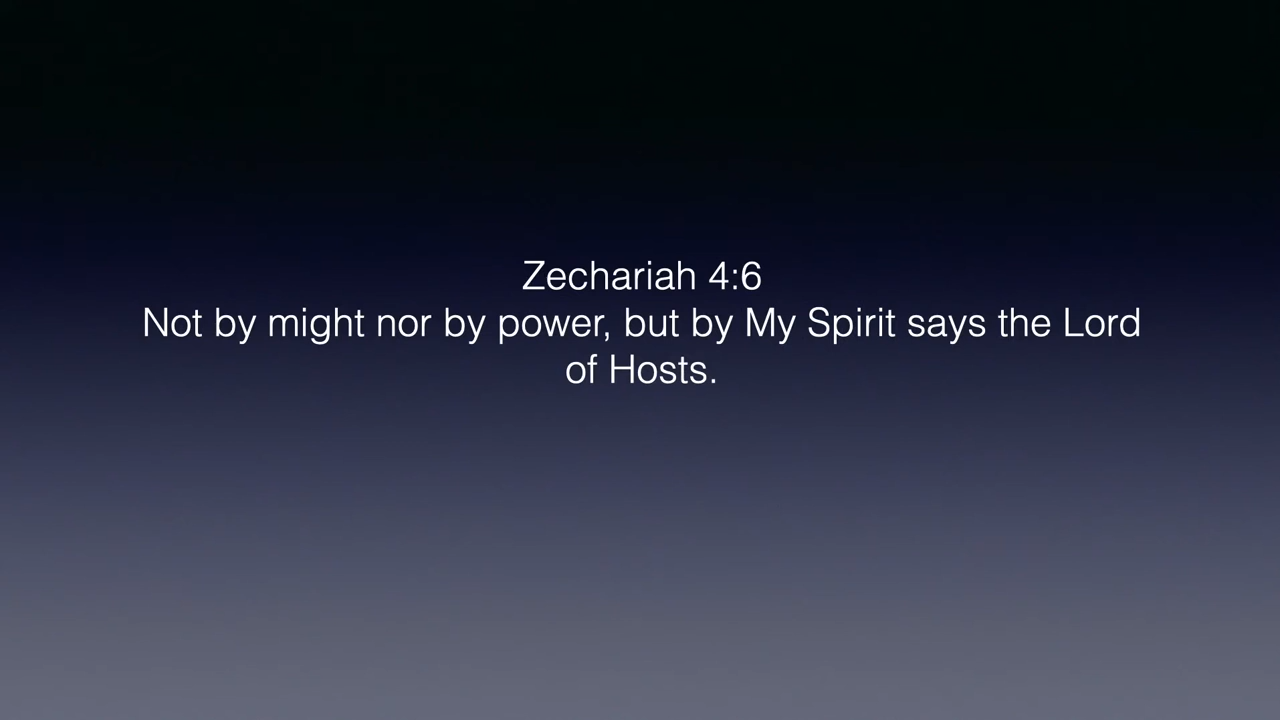 Zechariah 4:6
Not by might nor by power, but by My Spirit says the Lord
of Hosts.